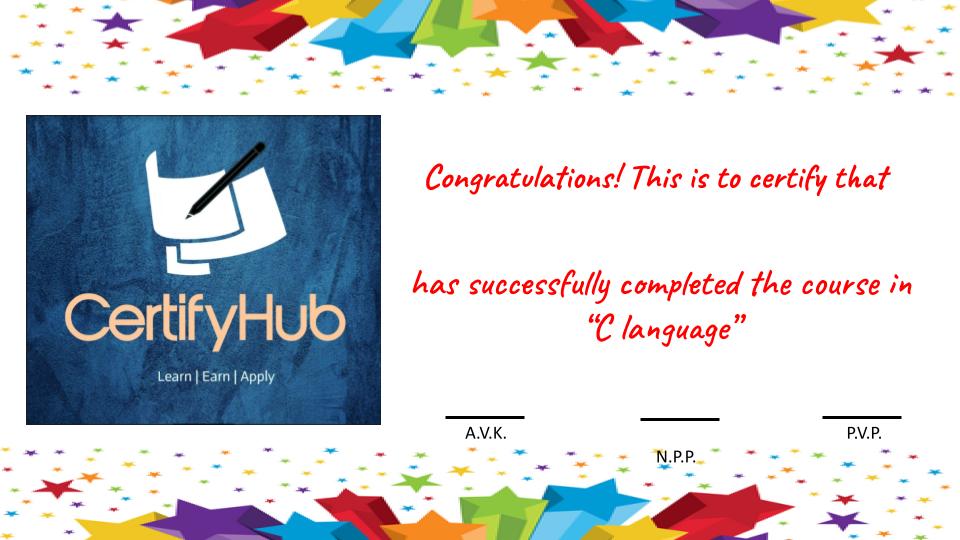 Congratulations! This is to certify that
has successfully completed the course in
“C language”
CertifyHub
Learn | Earn | Apply
A.V.K.
N.P.P.
P.V.P.